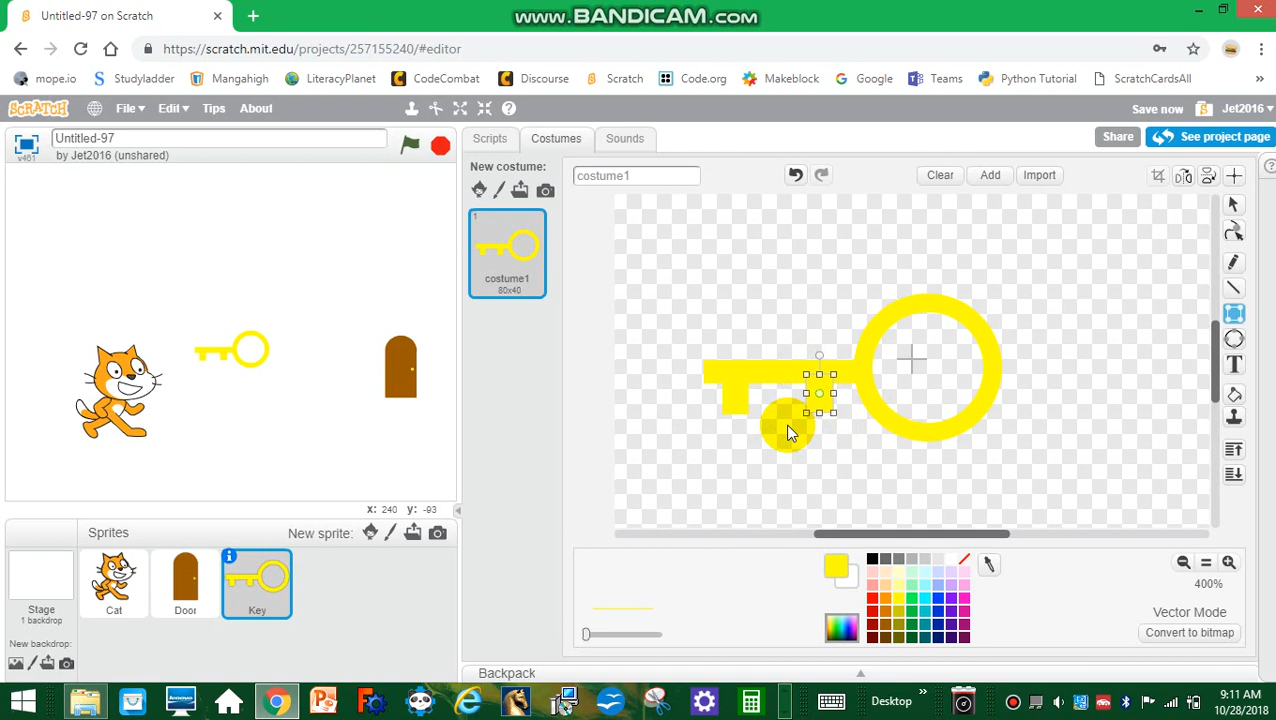 Untitled-97 on Scratch
www.BANDICAM.com
https://scratch.mit.edu/projects/257155240/#editor
mope.io Studyladder Mangahigh LiteracyPlanet CodeCombat Discourse Scratch Code.org Makeblock Google Teams Python Tutorial ScratchCardsAll »
SCRATCH File Edit Tips About Save now Jet2016
v461 Untitled-97
by Jet2016 (unshared)
Scripts Costumes Sounds Share See project page
New costume:
costume1 Clear Add Import
1
costume1
80x40
x: 240 y: -93
Sprites New sprite:
Stage
1 backdrop
Cat Door Key
New backdrop:
400%
Vector Mode
Convert to bitmap
Backpack
Desktop »
9:11 AM
10/28/2018